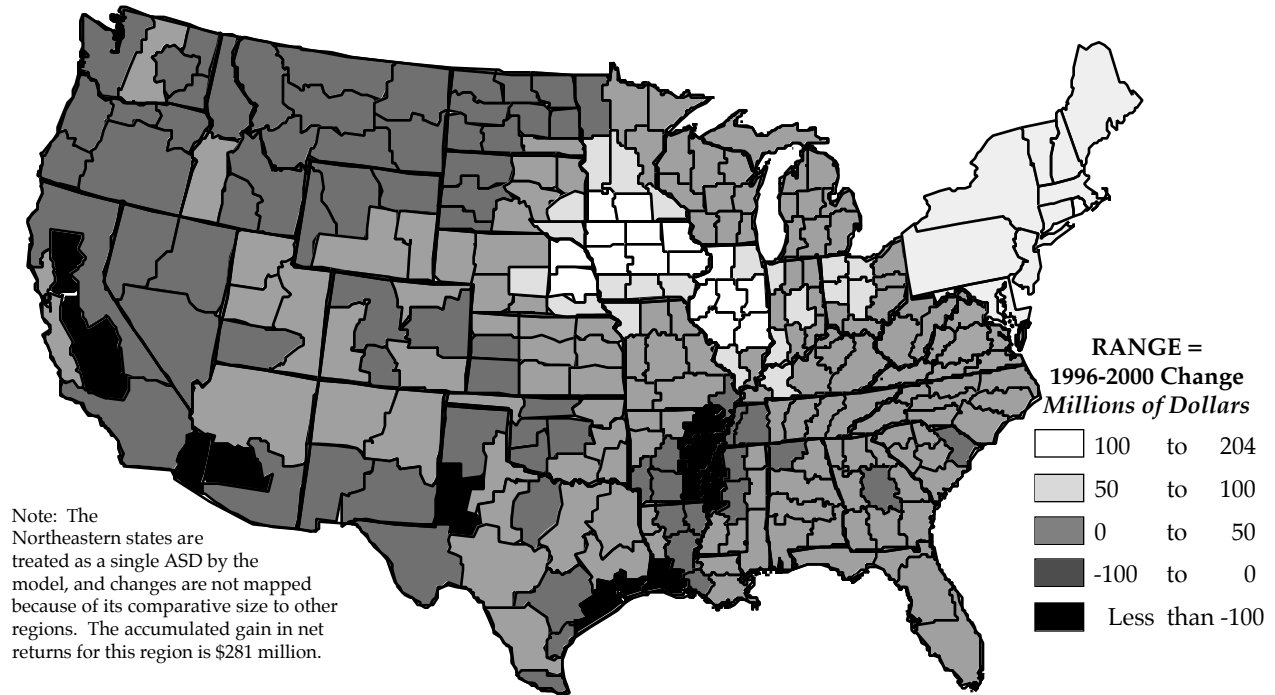 RANGE =
1996-2000 Change
Millions of Dollars
100 to 204
50 to 100
0 to 50
-100 to 0
Less than -100
Note: The
Northeastern states are
treated as a single ASD by the
model, and changes are not mapped
because of its comparative size to other
regions. The accumulated gain in net
returns for this region is $281 million.